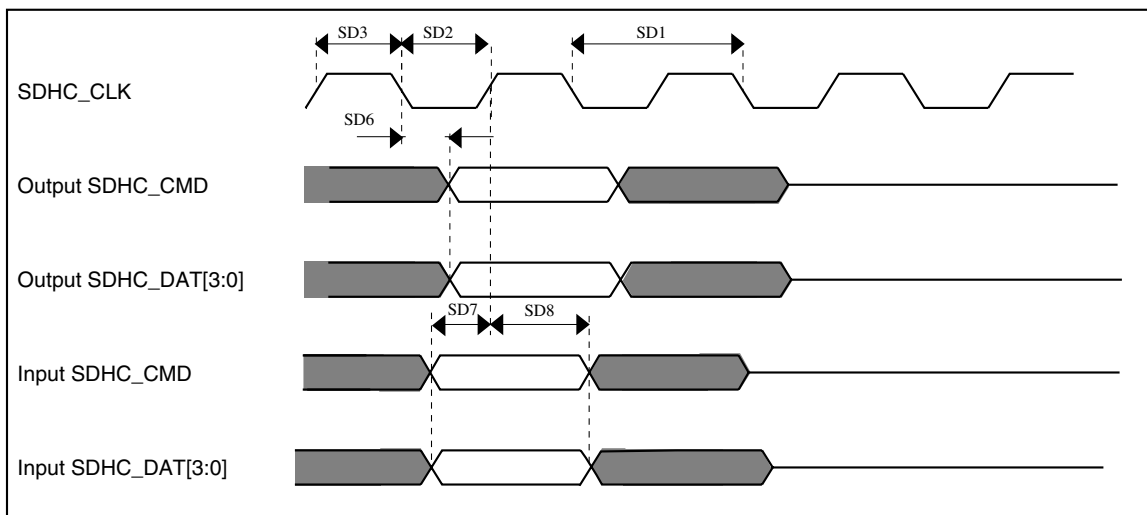 SD3
SD2
SD1
SDHC_CLK
SD6
Output SDHC_CMD
Output SDHC_DAT[3:0]
SD7
SD8
Input SDHC_CMD
Input SDHC_DAT[3:0]